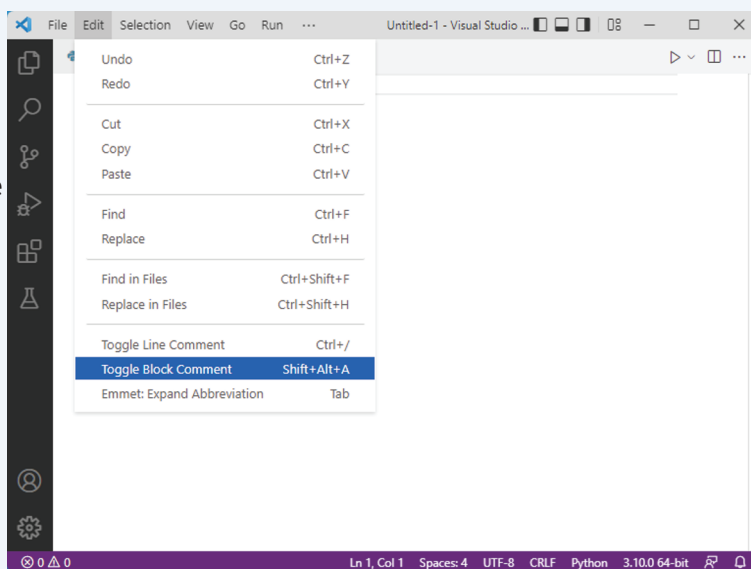 File Edit Selection View Go Run ... Untitled-1 - Visual Studio ...
Undo Ctrl+Z
Redo Ctrl+Y
Cut Ctrl+X
Copy Ctrl+C
Paste Ctrl+V
Find Ctrl+F
Replace Ctrl+H
Find in Files Ctrl+Shift+F
Replace in Files Ctrl+Shift+H
Toggle Line Comment Ctrl+/
Toggle Block Comment Shift+Alt+A
Emmet: Expand Abbreviation Tab
0 0 Ln 1, Col 1 Spaces: 4 UTF-8 CRLF Python 3.10.0 64-bit